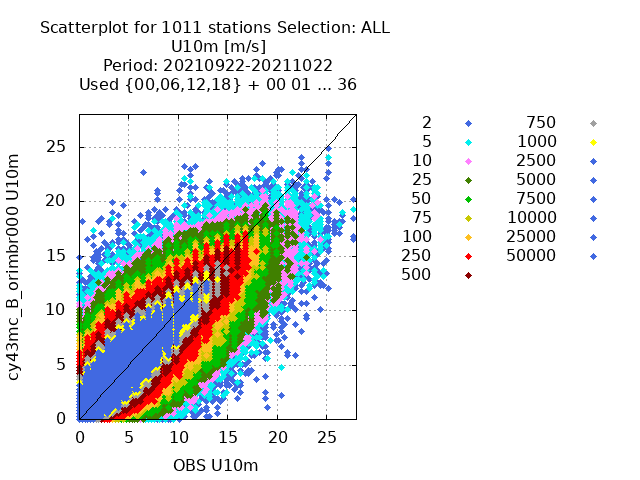 Scatterplot for 1011 stations Selection: ALL
U10m [m/s]
Period: 20210922-20211022
Used {00,06,12,18} + 00 01 ... 36
cy43mc_B_orimbr000 U10m
25
20
15
10
5
0
0 5 10 15 20 25
OBS U10m
2 750
5 1000
10 2500
25 5000
50 7500
75 10000
100 25000
250 50000
500